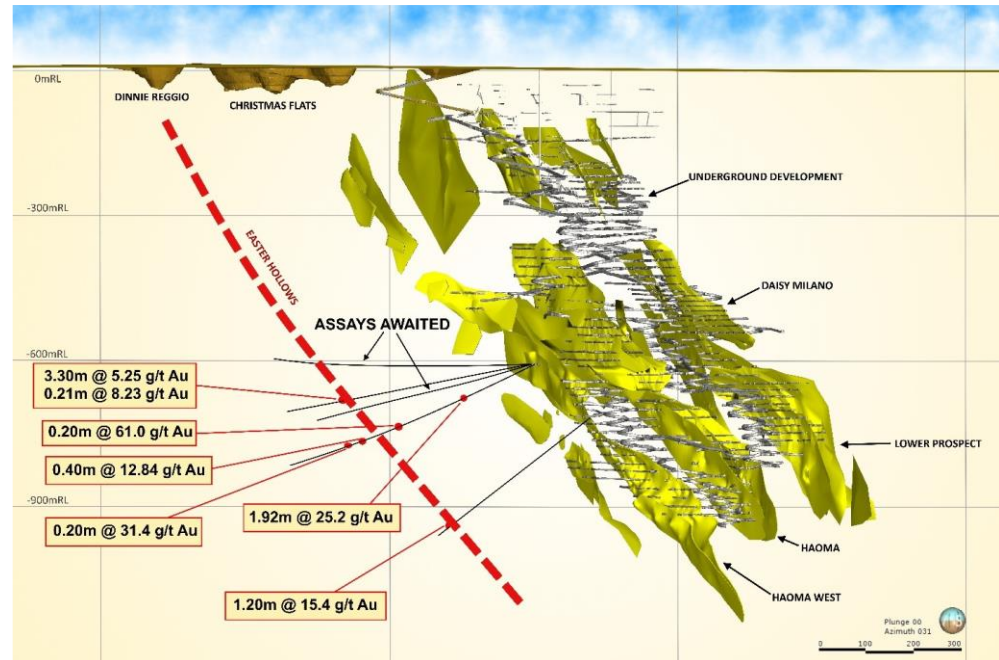 0mRL
DINNIE REGGIO
CHRISTMAS FLATS
UNDERGROUND DEVELOPMENT
-300mRL
EASTER HOLLOWS
DAISY MILANO
ASSAYS AWAITED
-600mRL
3.30m @ 5.25 g/t Au
0.21m @ 8.23 g/t Au
0.20m @ 61.0 g/t Au
LOWER PROSPECT
0.40m @ 12.84 g/t Au
-900mRL
1.92m @ 25.2 g/t Au
0.20m @ 31.4 g/t Au
HAOMA
HAOMA WEST
1.20m @ 15.4 g/t Au
Plunge 00
Azimuth 031
0 100 200 300